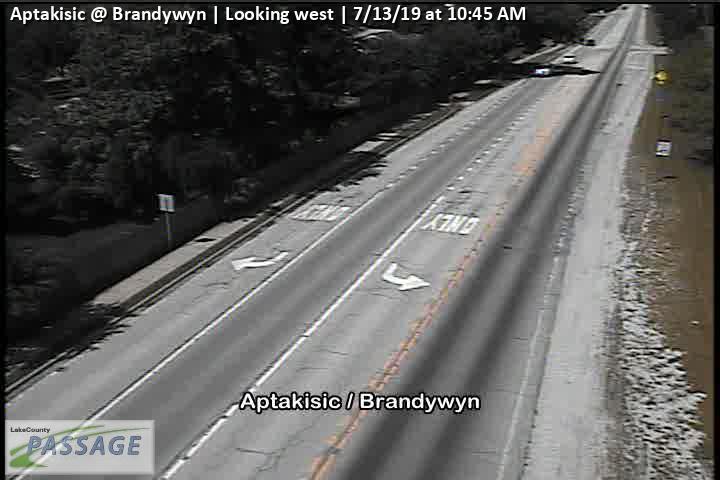 Aptakisic @ Brandywyn | Looking west | 7/13/19 at 10:45 AM
ONLY
ONLY
Aptakisic / Brandywyn
LakeCounty
PASSAGE